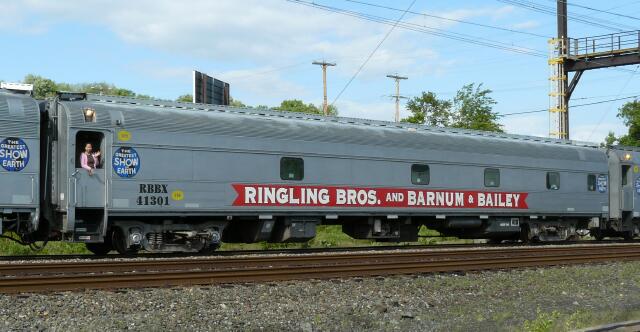 THE GREATEST
SHOW
ON EARTH
THE GREATEST
SHOW
ON EARTH
RBBX
41301
RINGLING BROS. AND BARNUM & BAILEY